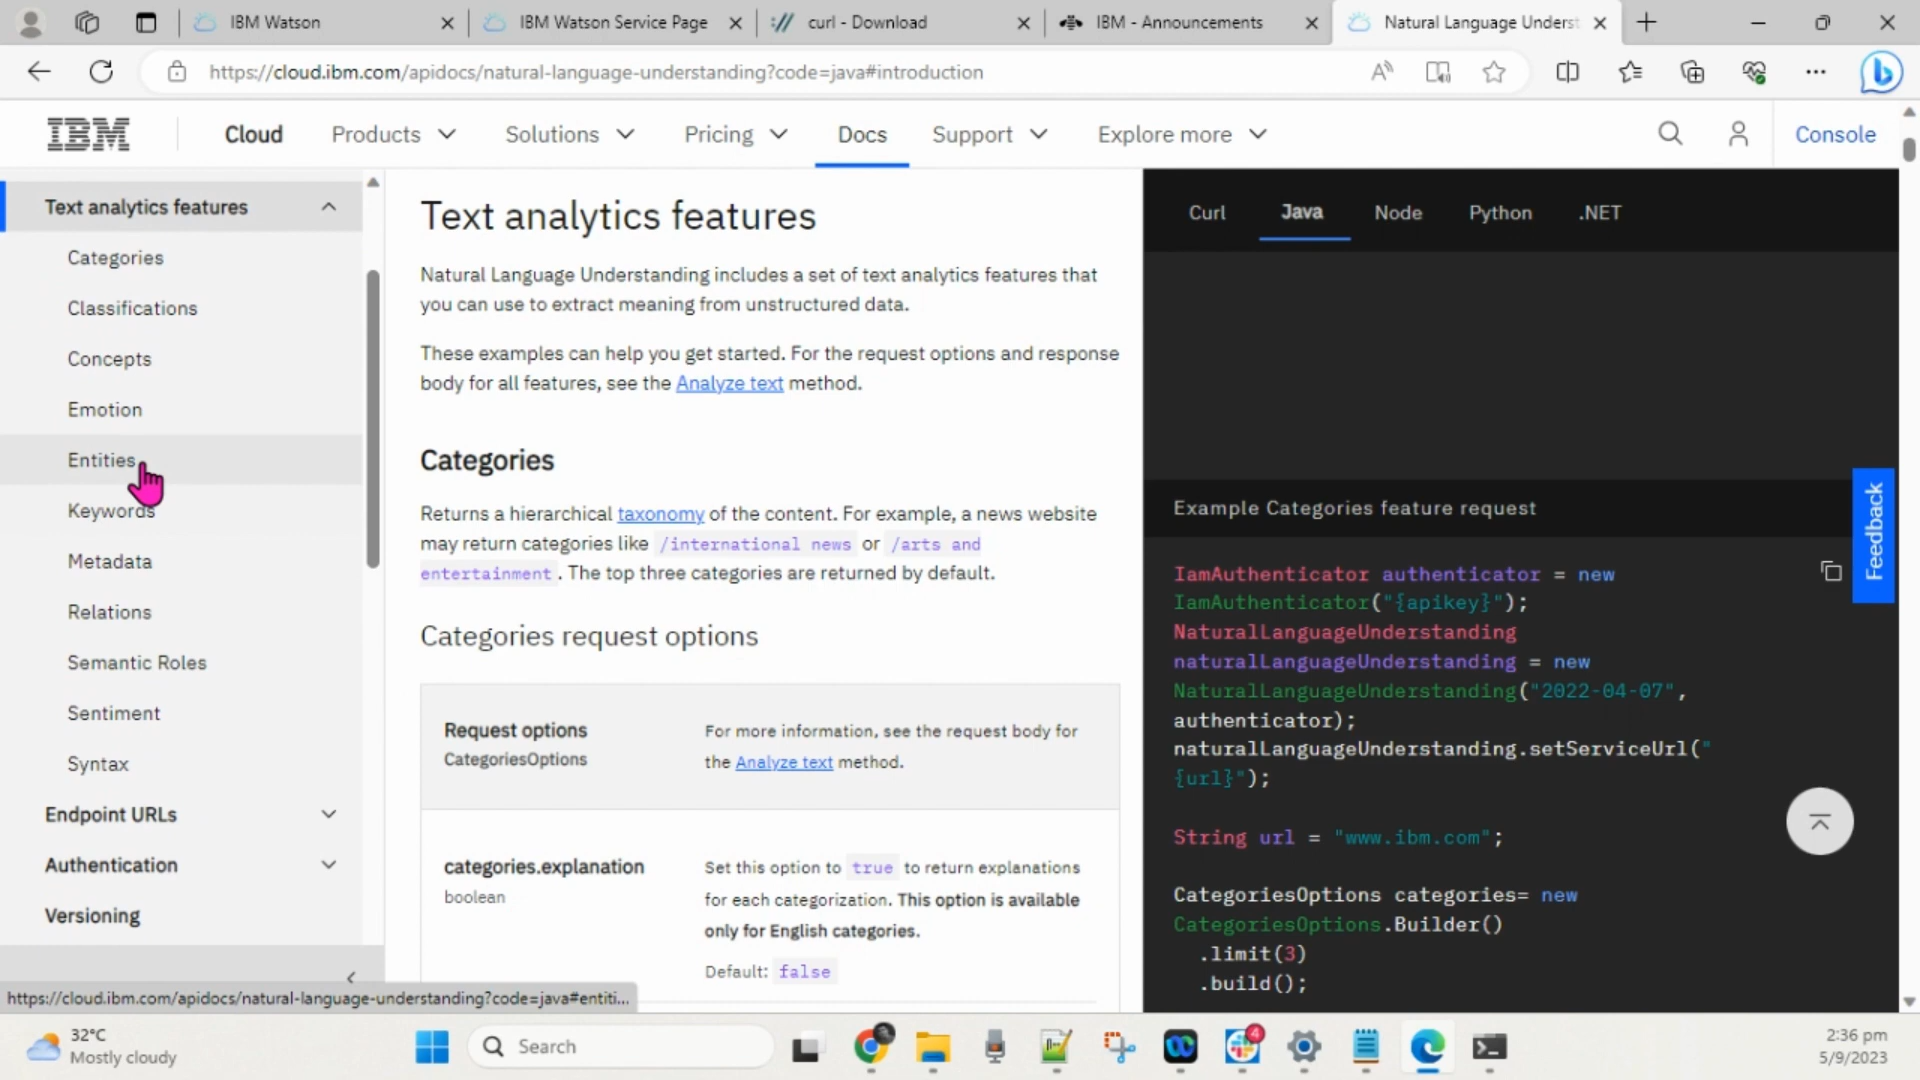 IBM Watson
IBM Watson Service Page
curl - Download
IBM - Announcements
Natural Language Underst
https://cloud.ibm.com/apidocs/natural-language-understanding?code=java#introduction
IBM
Cloud
Products
Solutions
Pricing
Docs
Support
Explore more
Console
Text analytics features
Categories
Classifications
Concepts
Emotion
Entities
Keywords
Metadata
Relations
Semantic Roles
Sentiment
Syntax
Endpoint URLs
Authentication
Versioning
https://cloud.ibm.com/apidocs/natural-language-understanding?code=java#entiti...
Text analytics features
Natural Language Understanding includes a set of text analytics features that
you can use to extract meaning from unstructured data.
These examples can help you get started. For the request options and response
body for all features, see the Analyze text method.
Categories
Returns a hierarchical taxonomy of the content. For example, a news website
may return categories like /international news or /arts and
entertainment . The top three categories are returned by default.
Categories request options
Request options
CategoriesOptions
For more information, see the request body for
the Analyze text method.
categories.explanation
boolean
Set this option to true to return explanations
for each categorization. This option is available
only for English categories.
Default: false
Curl
Java
Node
Python
.NET
Example Categories feature request
IamAuthenticator authenticator = new
IamAuthenticator("{apikey}");
NaturalLanguageUnderstanding
naturalLanguageUnderstanding = new
NaturalLanguageUnderstanding("2022-04-07",
authenticator);
naturalLanguageUnderstanding.setServiceUrl("
{url}");
String url = "www.ibm.com";
CategoriesOptions categories= new
CategoriesOptions.Builder()
.limit(3)
.build();
Feedback
32°C
Mostly cloudy
Search
4
2:36 pm
5/9/2023